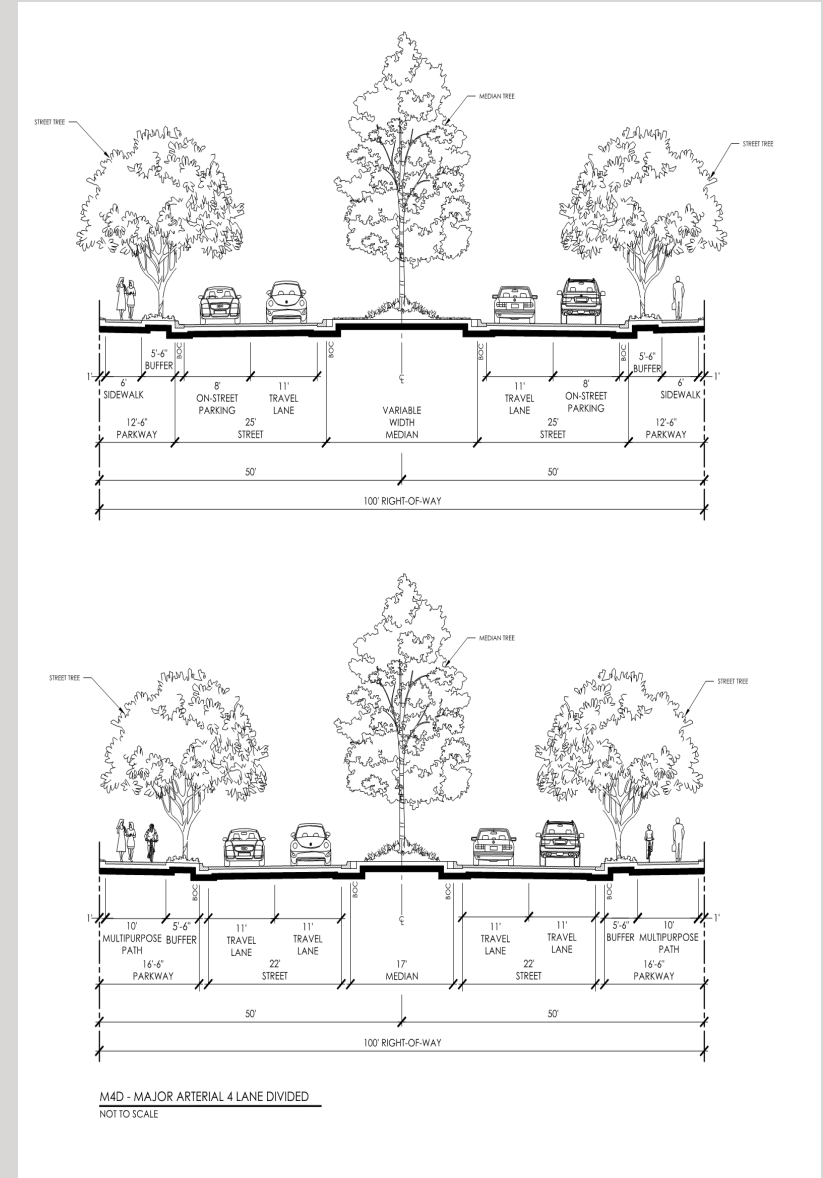 MEDIAN TREE
STREET TREE
STREET TREE
BOC
BOC
BOC
BOC
5'-6"
BUFFER
5'-6"
BUFFER
1'
6'
SIDEWALK
8'
ON-STREET
PARKING
11'
TRAVEL
LANE
℄
11'
TRAVEL
LANE
8'
ON-STREET
PARKING
6'
SIDEWALK
1'
12'-6"
PARKWAY
25'
STREET
VARIABLE
WIDTH
MEDIAN
25'
STREET
12'-6"
PARKWAY
50'
50'
100' RIGHT-OF-WAY
MEDIAN TREE
STREET TREE
STREET TREE
BOC
BOC
BOC
BOC
1'
10'
MULTIPURPOSE
PATH
5'-6"
BUFFER
11'
TRAVEL
LANE
11'
TRAVEL
LANE
℄
11'
TRAVEL
LANE
11'
TRAVEL
LANE
5'-6"
BUFFER
10'
MULTIPURPOSE
PATH
1'
16'-6"
PARKWAY
22'
STREET
17'
MEDIAN
22'
STREET
16'-6"
PARKWAY
50'
50'
100' RIGHT-OF-WAY
M4D - MAJOR ARTERIAL 4 LANE DIVIDED
NOT TO SCALE